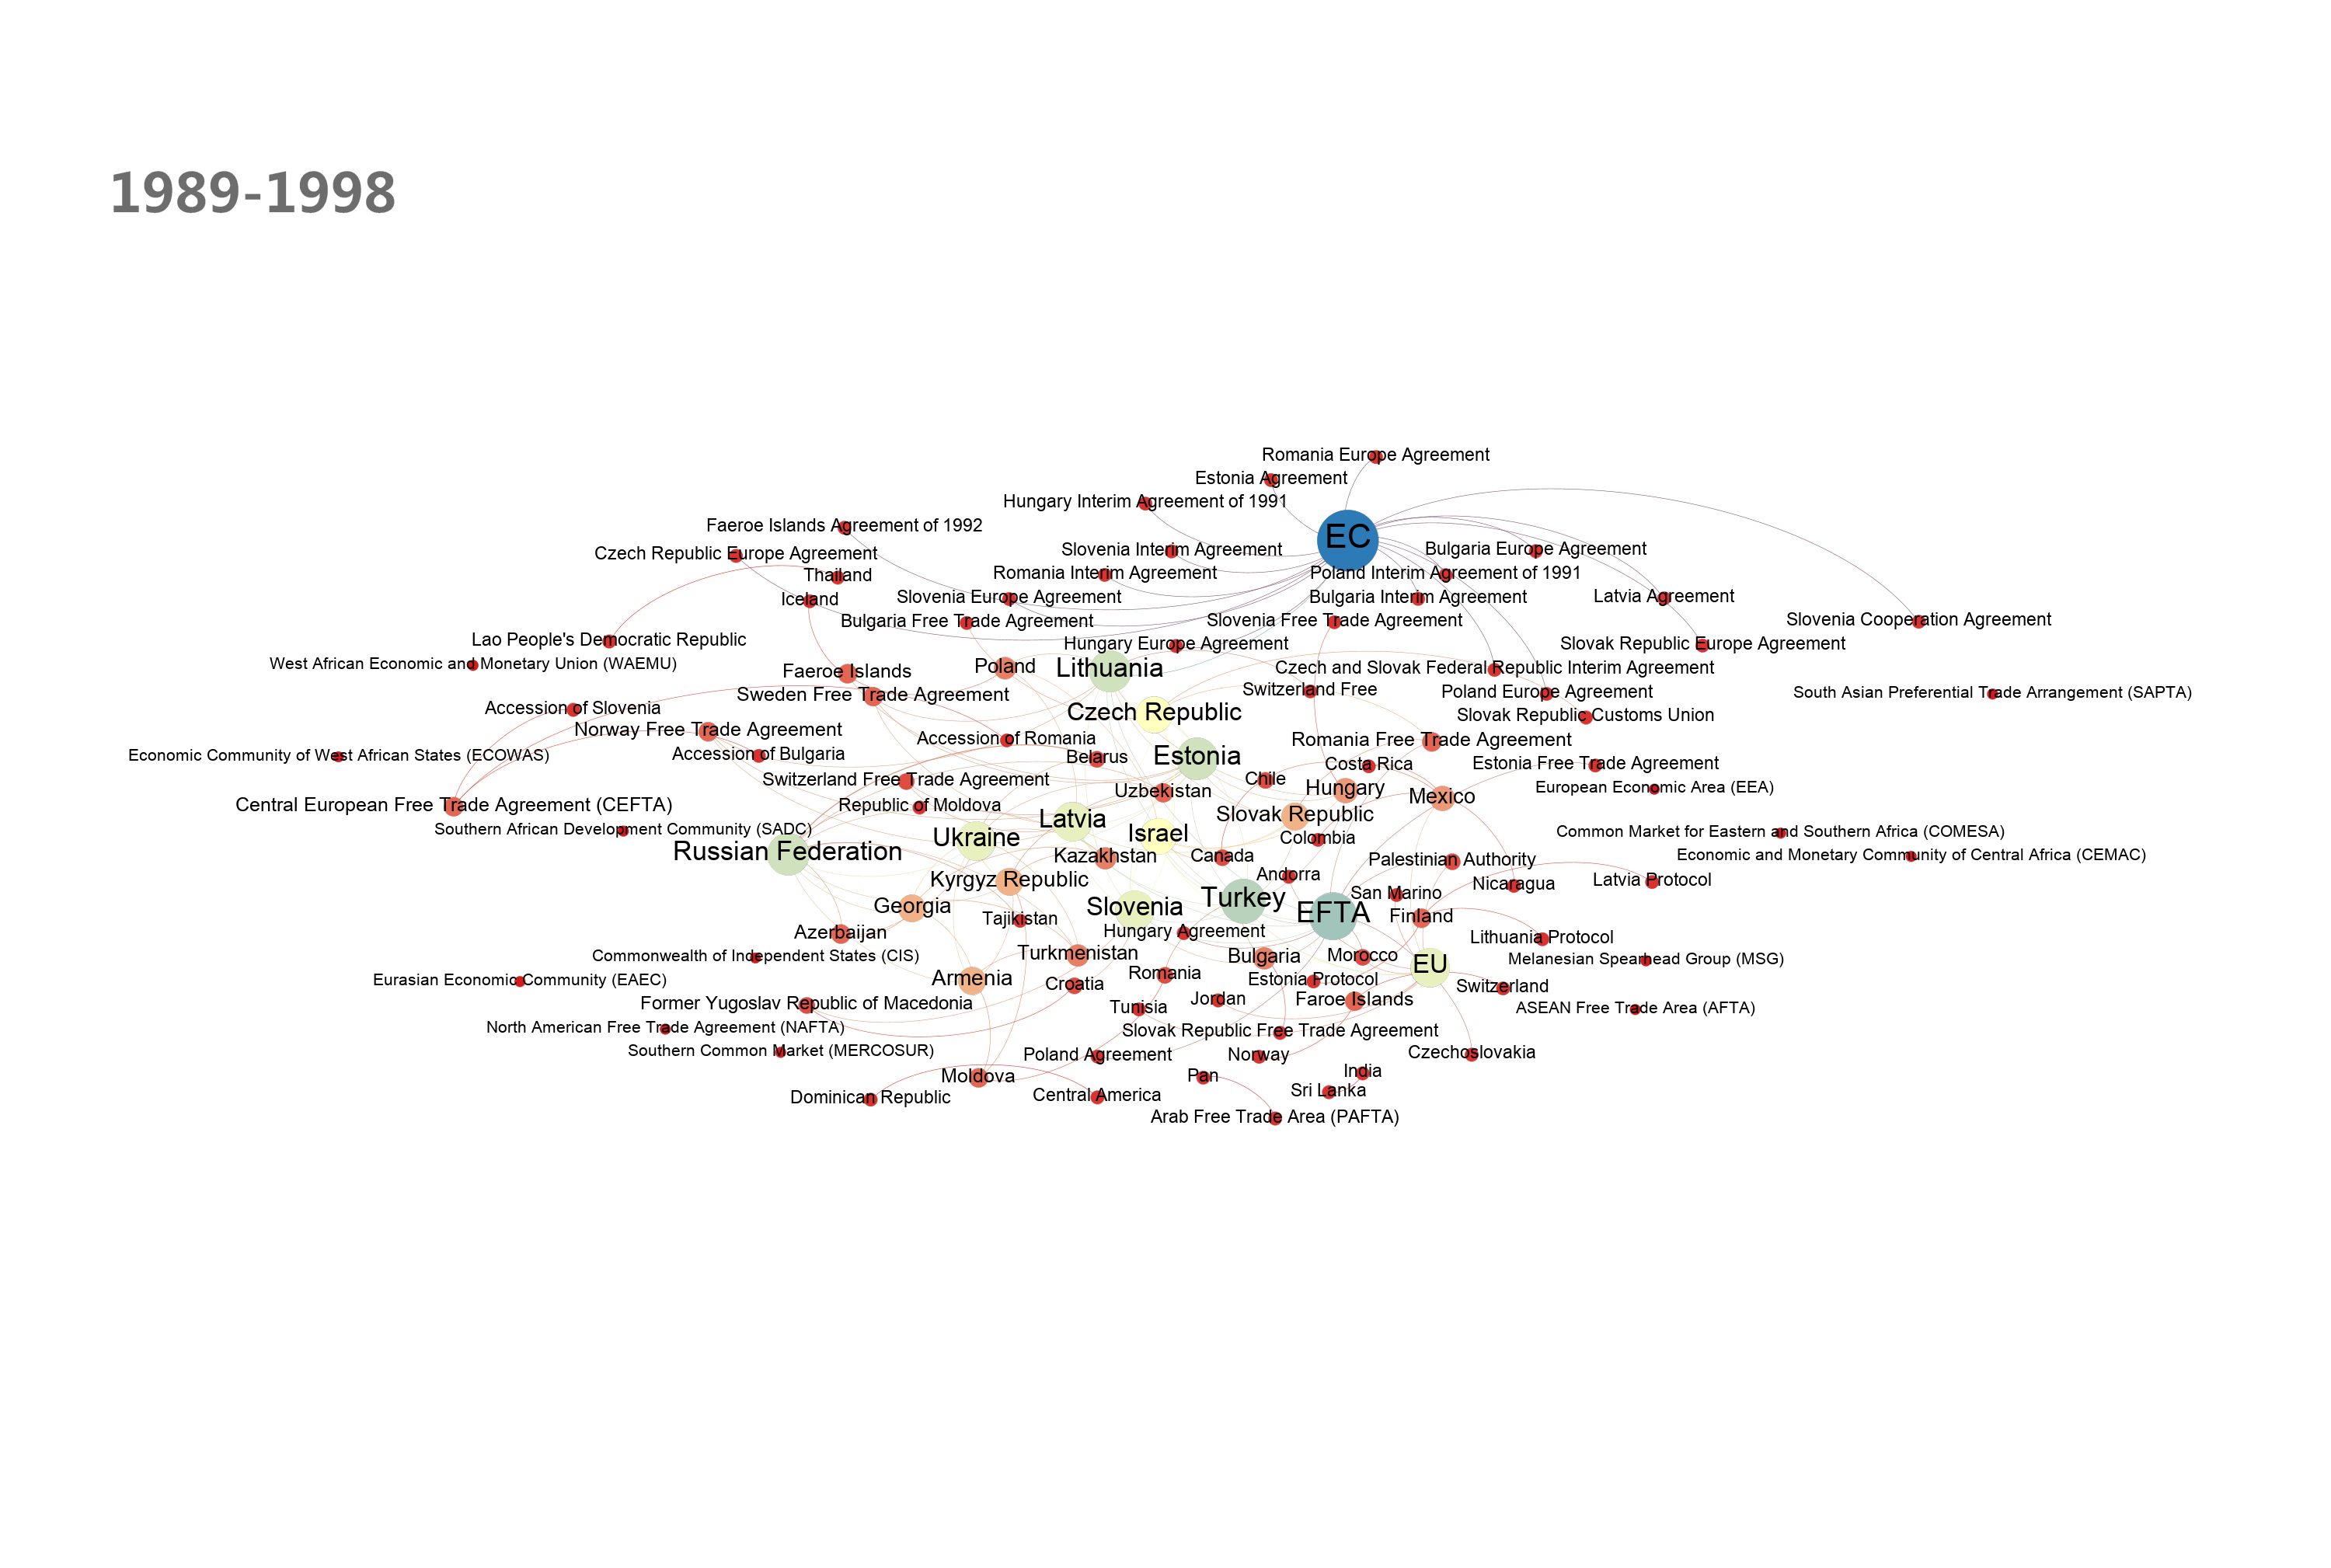 1989-1998
Romania Europe Agreement
Estonia Agreement
Hungary Interim Agreement of 1991
Faeroe Islands Agreement of 1992
EC
Czech Republic Europe Agreement
Slovenia Interim Agreement
Bulgaria Europe Agreement
Thailand
Romania Interim Agreement
Poland Interim Agreement of 1991
Iceland
Slovenia Europe Agreement
Bulgaria Interim Agreement
Latvia Agreement
Bulgaria Free Trade Agreement
Slovenia Free Trade Agreement
Slovenia Cooperation Agreement
Lao People's Democratic Republic
Hungary Europe Agreement
Slovak Republic Europe Agreement
West African Economic and Monetary Union (WAEMU)
Faeroe Islands
Poland
Lithuania
Czech and Slovak Federal Republic Interim Agreement
Sweden Free Trade Agreement
Switzerland Free
Poland Europe Agreement
South Asian Preferential Trade Arrangement (SAPTA)
Accession of Slovenia
Czech Republic
Slovak Republic Customs Union
Norway Free Trade Agreement
Accession of Romania
Romania Free Trade Agreement
Economic Community of West African States (ECOWAS)
Accession of Bulgaria
Belarus
Estonia
Costa Rica
Estonia Free Trade Agreement
Switzerland Free Trade Agreement
Uzbekistan
Chile
Hungary
Mexico
European Economic Area (EEA)
Central European Free Trade Agreement (CEFTA)
Republic of Moldova
Latvia
Slovak Republic
Southern African Development Community (SADC)
Ukraine
Israel
Colombia
Common Market for Eastern and Southern Africa (COMESA)
Russian Federation
Kazakhstan
Canada
Palestinian Authority
Economic and Monetary Community of Central Africa (CEMAC)
Kyrgyz Republic
Andorra
San Marino
Nicaragua
Latvia Protocol
Georgia
Tajikistan
Slovenia
Turkey
EFTA
Finland
Azerbaijan
Hungary Agreement
Lithuania Protocol
Commonwealth of Independent States (CIS)
Turkmenistan
Bulgaria
Morocco
EU
Melanesian Spearhead Group (MSG)
Eurasian Economic Community (EAEC)
Armenia
Croatia
Romania
Estonia Protocol
Switzerland
Former Yugoslav Republic of Macedonia
Tunisia
Jordan
Faroe Islands
ASEAN Free Trade Area (AFTA)
North American Free Trade Agreement (NAFTA)
Slovak Republic Free Trade Agreement
Southern Common Market (MERCOSUR)
Poland Agreement
Norway
Czechoslovakia
Moldova
Pan
India
Dominican Republic
Central America
Sri Lanka
Arab Free Trade Area (PAFTA)